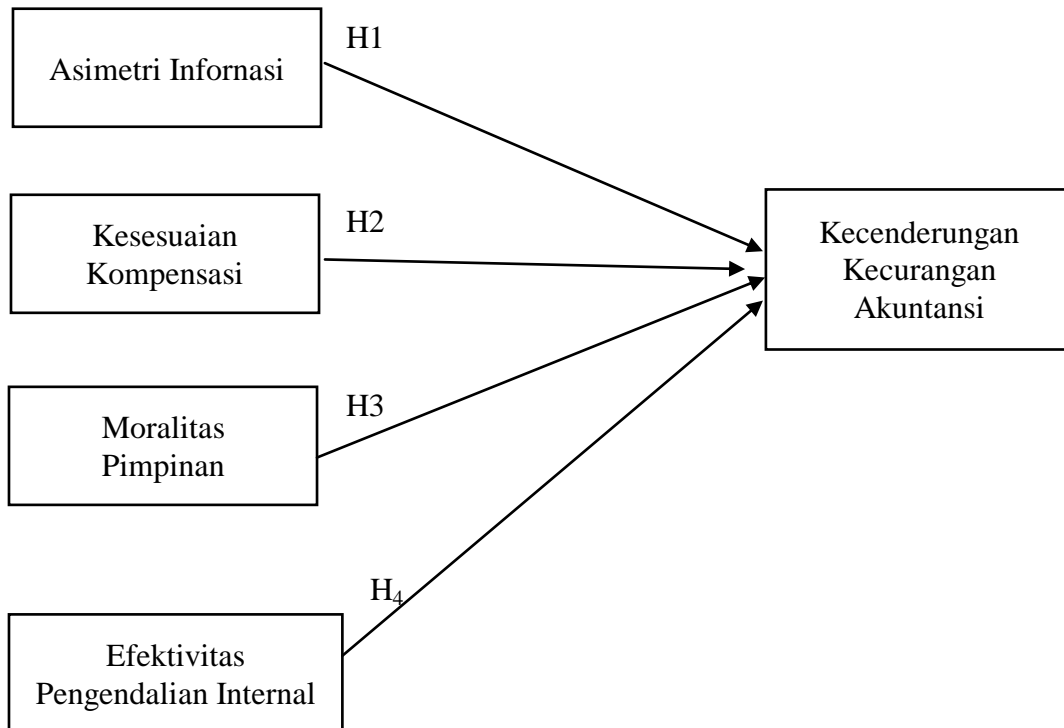 H1
Asimetri Infornasi
H2
Kesesuaian
Kompensasi
Kecenderungan
Kecurangan
Akuntansi
H3
Moralitas
Pimpinan
H₄
Efektivitas
Pengendalian Internal